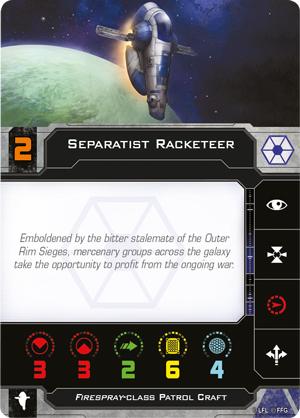 2 SEPARATIST RACKETEER
Emboldened by the bitter stalemate of the Outer
Rim Sieges, mercenary groups across the galaxy
take the opportunity to profit from the ongoing war.
3 3 2 6 4
FIRESPRAY-CLASS PATROL CRAFT
LFL ©FFG